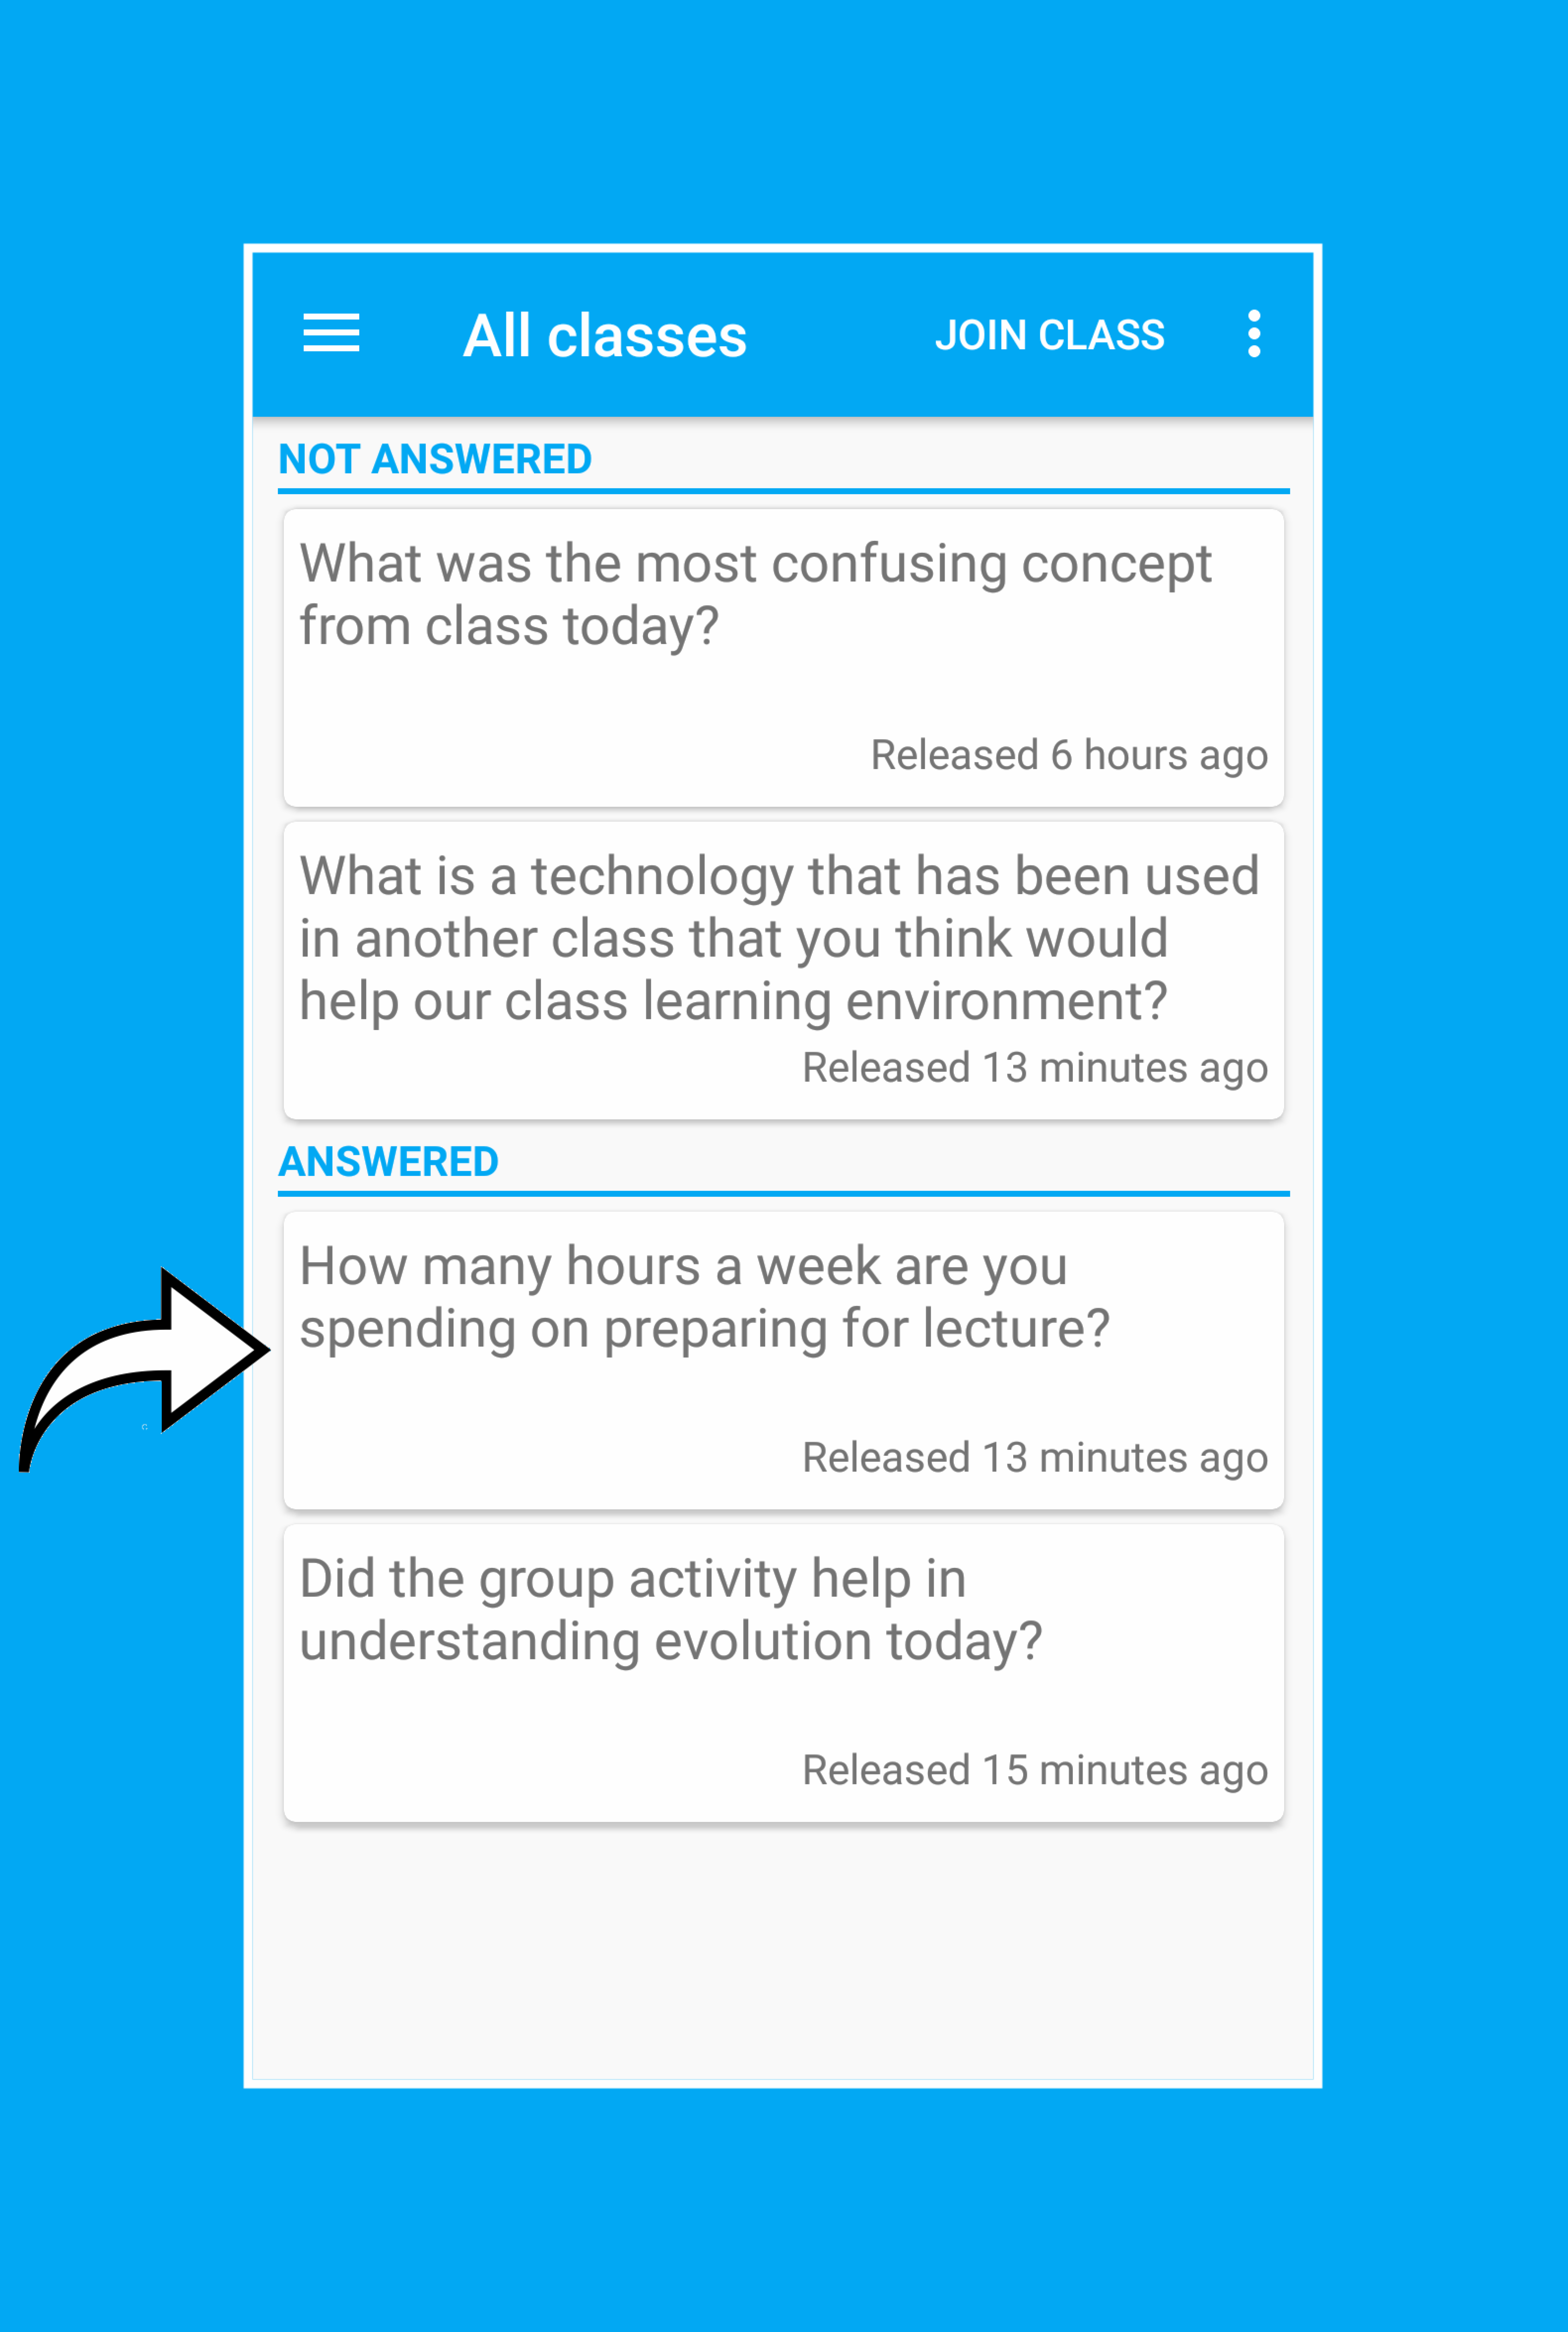 All classes
JOIN CLASS
NOT ANSWERED
What was the most confusing concept
from class today?
Released 6 hours ago
What is a technology that has been used
in another class that you think would
help our class learning environment?
Released 13 minutes ago
ANSWERED
How many hours a week are you
spending on preparing for lecture?
Released 13 minutes ago
Did the group activity help in
understanding evolution today?
Released 15 minutes ago